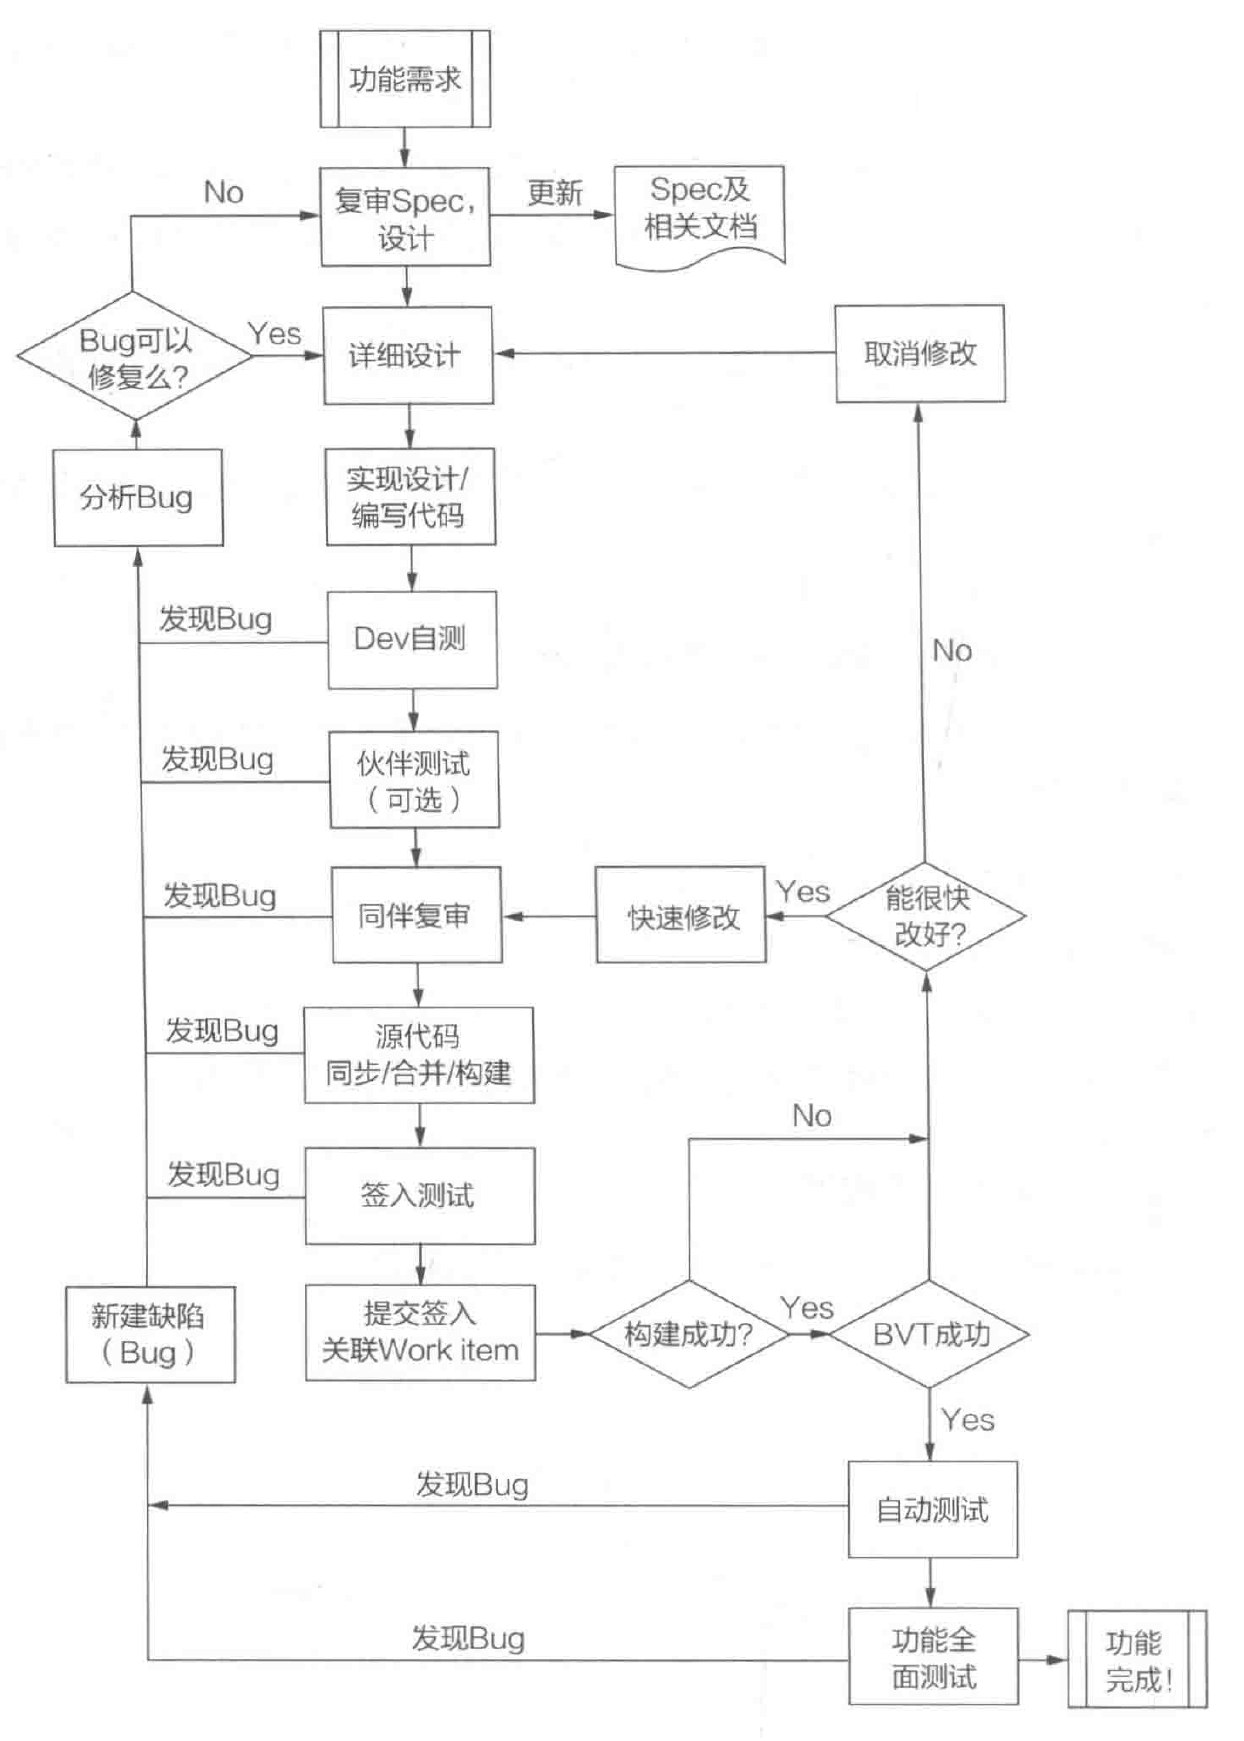 功能需求
No
复审Spec，
设计
更新
Spec及
相关文档
Bug可以
修复么？
Yes
详细设计
取消修改
分析Bug
实现设计/
编写代码
发现Bug
Dev自测
No
发现Bug
伙伴测试
（可选）
发现Bug
同伴复审
快速修改
Yes
能很快
改好？
发现Bug
源代码
同步/合并/构建
No
发现Bug
签入测试
新建缺陷
（Bug）
提交签入
关联Work item
构建成功？
Yes
BVT成功
Yes
发现Bug
自动测试
发现Bug
功能全
面测试
功能
完成！